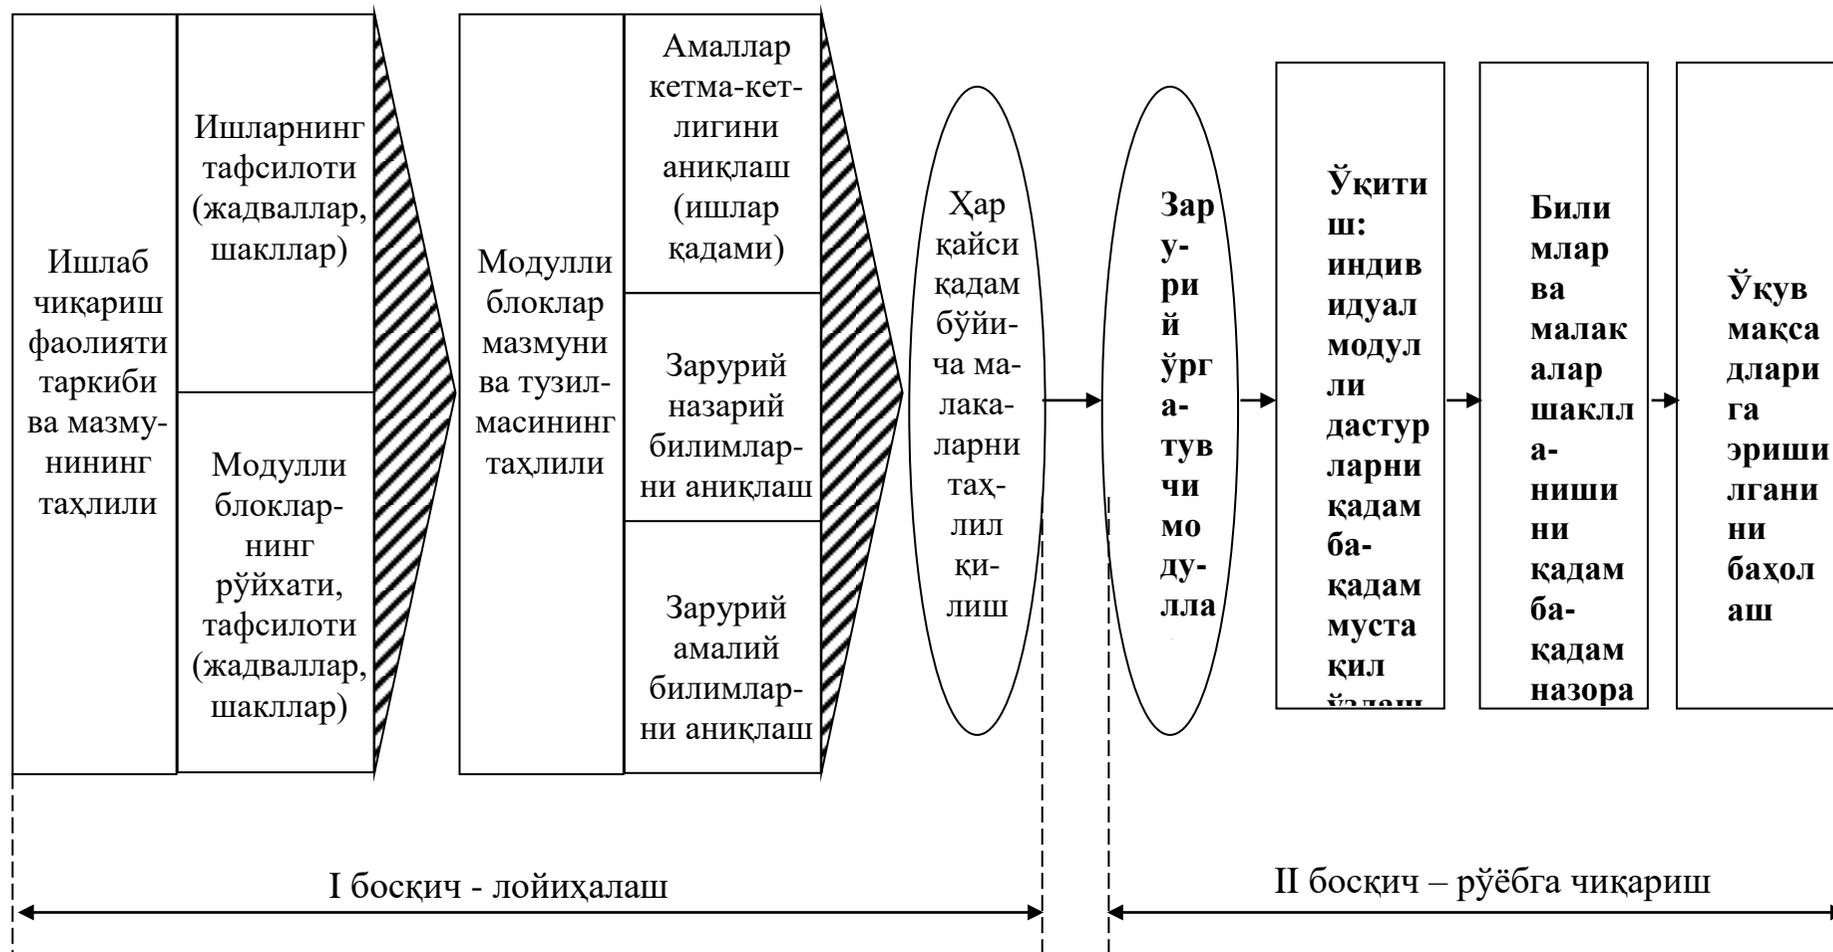 Ишлаб
чиқариш
фаолияти
таркиби
ва мазму-
нининг
таҳлили
Ишларнинг
тафсилоти
(жадваллар,
шакллар)
Модулли
блоклар-
нинг
рўйхати,
тафсилоти
(жадваллар,
шакллар)
Модулли
блоклар
мазмуни
ва тузил-
масининг
таҳлили
Амаллар
кетма-кет-
лигини
аниқлаш
(ишлар
қадами)
Зарурий
назарий
билимлар-
ни аниқлаш
Зарурий
амалий
билимлар-
ни аниқлаш
Ҳар
қайси
қадам
бўйи-
ча ма-
лака-
ларни
таҳ-
лил
қи-
лиш
Зар
у-
ри
й
ўрг
а-
тув
чи
мо
ду-
лла
Ўқити
ш:
индив
идуал
модул
ли
дастур
ларни
қадам
ба-
қадам
муста
қил
Били
млар
ва
малак
алар
шаклл
а-
ниши
ни
қадам
ба-
қадам
назора
Ўқув
мақса
длари
га
эриши
лгани
ни
баҳол
аш
I босқич - лойиҳалаш
II босқич – рўёбга чиқариш